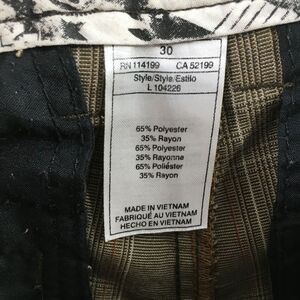 30
RN 114199 CA 52199
Style/Style/Estilo
L 104226
65% Polyester
35% Rayon
65% Polyester
35% Rayonne
65% Poliéster
35% Rayon
MADE IN VIETNAM
FABRIQUÉ AU VIETNAM
HECHO EN VIETNAM